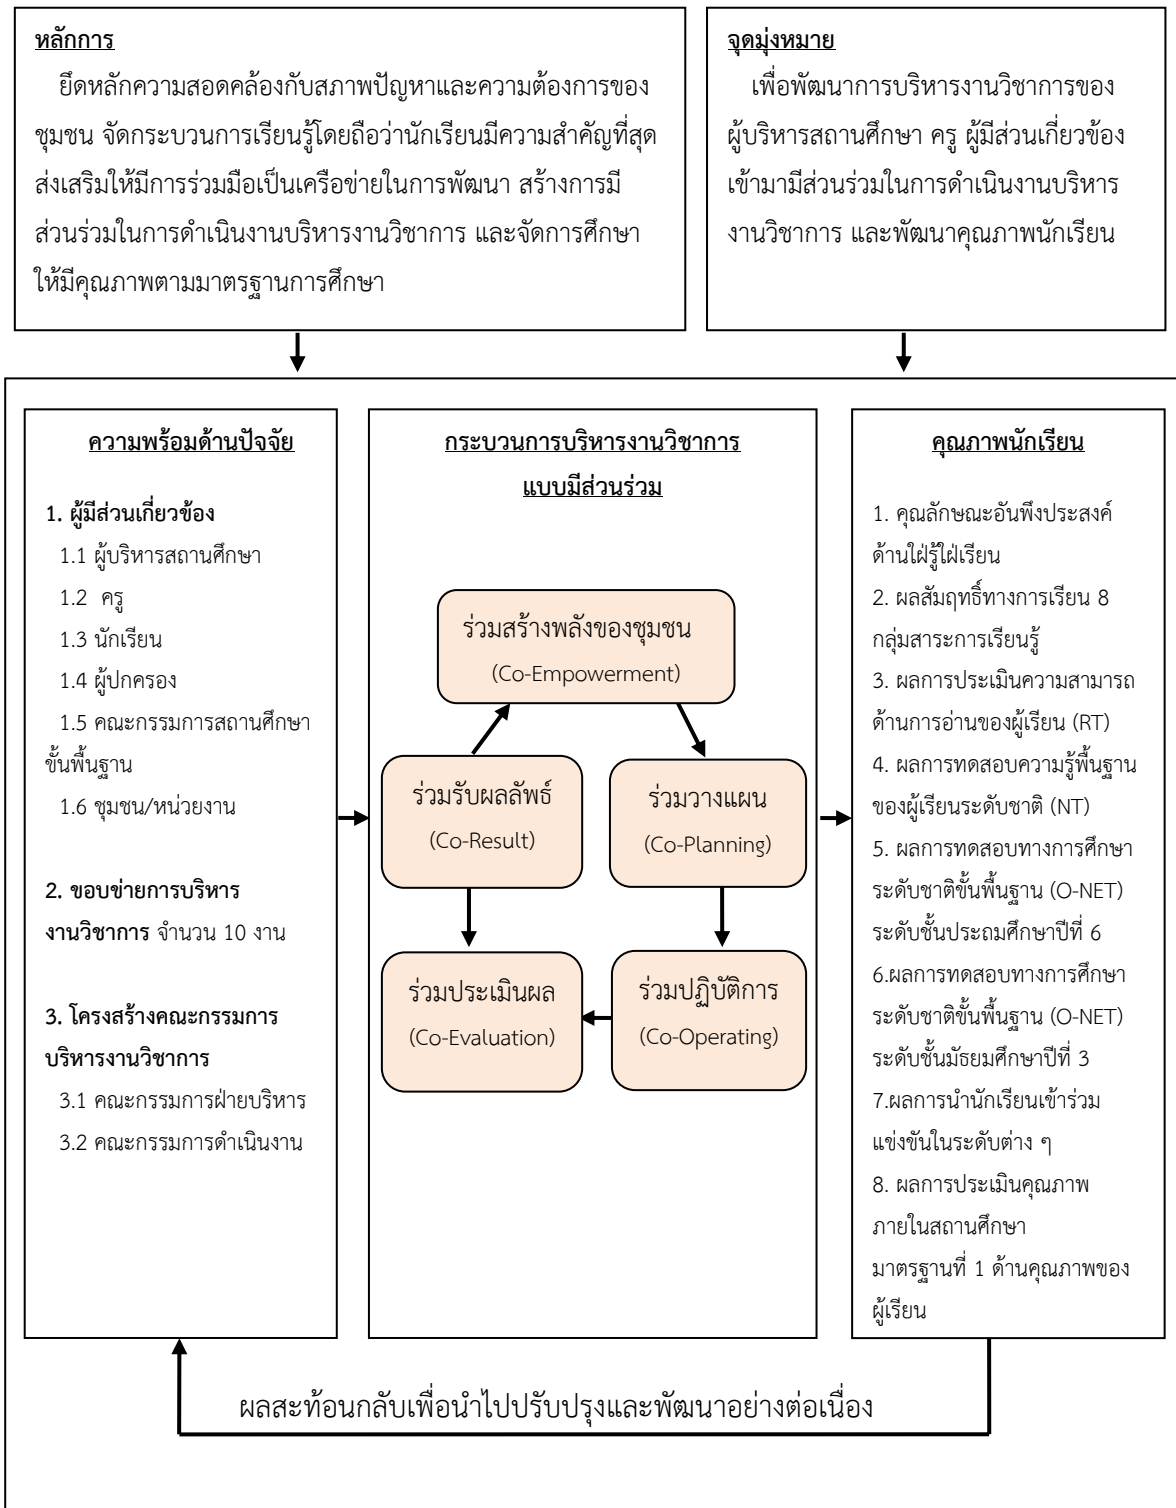 หลักการ
ยึดหลักความสอดคล้องกับสภาพปัญหาและความต้องการของ
ชุมชน จัดกระบวนการเรียนรู้โดยถือว่านักเรียนมีความสำคัญที่สุด
ส่งเสริมให้มีการร่วมมือเป็นเครือข่ายในการพัฒนา สร้างการมี
ส่วนร่วมในการดำเนินงานบริหารงานวิชาการ และจัดการศึกษา
ให้มีคุณภาพตามมาตรฐานการศึกษา
จุดมุ่งหมาย
เพื่อพัฒนาการบริหารงานวิชาการของ
ผู้บริหารสถานศึกษา ครู ผู้มีส่วนเกี่ยวข้อง
เข้ามามีส่วนร่วมในการดำเนินงานบริหาร
งานวิชาการ และพัฒนาคุณภาพนักเรียน
ความพร้อมด้านปัจจัย
1. ผู้มีส่วนเกี่ยวข้อง
1.1 ผู้บริหารสถานศึกษา
1.2 ครู
1.3 นักเรียน
1.4 ผู้ปกครอง
1.5 คณะกรรมการสถานศึกษา
ขั้นพื้นฐาน
1.6 ชุมชน/หน่วยงาน
2. ขอบข่ายการบริหาร
งานวิชาการ จำนวน 10 งาน
3. โครงสร้างคณะกรรมการ
บริหารงานวิชาการ
3.1 คณะกรรมการฝ่ายบริหาร
3.2 คณะกรรมการดำเนินงาน
กระบวนการบริหารงานวิชาการ
แบบมีส่วนร่วม
ร่วมสร้างพลังของชุมชน
(Co-Empowerment)
ร่วมรับผลลัพธ์
(Co-Result)
ร่วมวางแผน
(Co-Planning)
ร่วมประเมินผล
(Co-Evaluation)
ร่วมปฏิบัติการ
(Co-Operating)
คุณภาพนักเรียน
1. คุณลักษณะอันพึงประสงค์
ด้านใฝ่รู้ใฝ่เรียน
2. ผลสัมฤทธิ์ทางการเรียน 8
กลุ่มสาระการเรียนรู้
3. ผลการประเมินความสามารถ
ด้านการอ่านของผู้เรียน (RT)
4. ผลการทดสอบความรู้พื้นฐาน
ของผู้เรียนระดับชาติ (NT)
5. ผลการทดสอบทางการศึกษา
ระดับชาติขั้นพื้นฐาน (O-NET)
ระดับชั้นประถมศึกษาปีที่ 6
6.ผลการทดสอบทางการศึกษา
ระดับชาติขั้นพื้นฐาน (O-NET)
ระดับชั้นมัธยมศึกษาปีที่ 3
7.ผลการนำนักเรียนเข้าร่วม
แข่งขันในระดับต่าง ๆ
8. ผลการประเมินคุณภาพ
ภายในสถานศึกษา
มาตรฐานที่ 1 ด้านคุณภาพของ
ผู้เรียน
ผลสะท้อนกลับเพื่อนำไปปรับปรุงและพัฒนาอย่างต่อเนื่อง